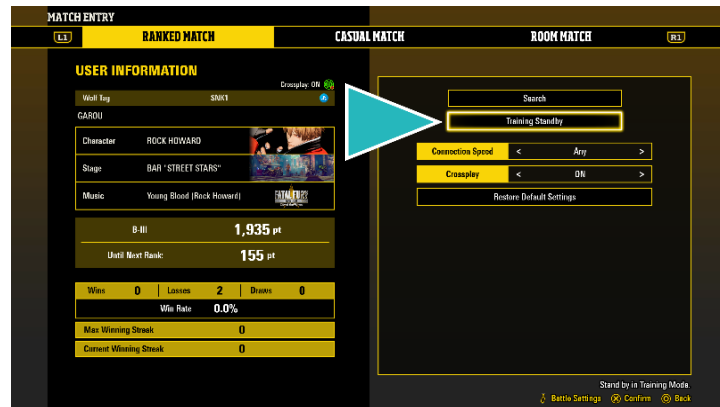 MATCH ENTRY
L1 RANKED MATCH CASUAL MATCH ROOM MATCH R1
USER INFORMATION
Crossplay: ON
Wolf Tag SNK1
GAROU
Character ROCK HOWARD
Stage BAR "STREET STARS"
Music Young Blood (Rock Howard)
FATAL FURY
B-III 1,935 pt
Until Next Rank: 155 pt
Wins 0 Losses 2 Draws 0
Win Rate 0.0%
Max Winning Streak 0
Current Winning Streak 0
Search
Training Standby
Connection Speed < Any >
Crossplay < ON >
Restore Default Settings
Stand by in Training Mode.
Battle Settings Confirm Back